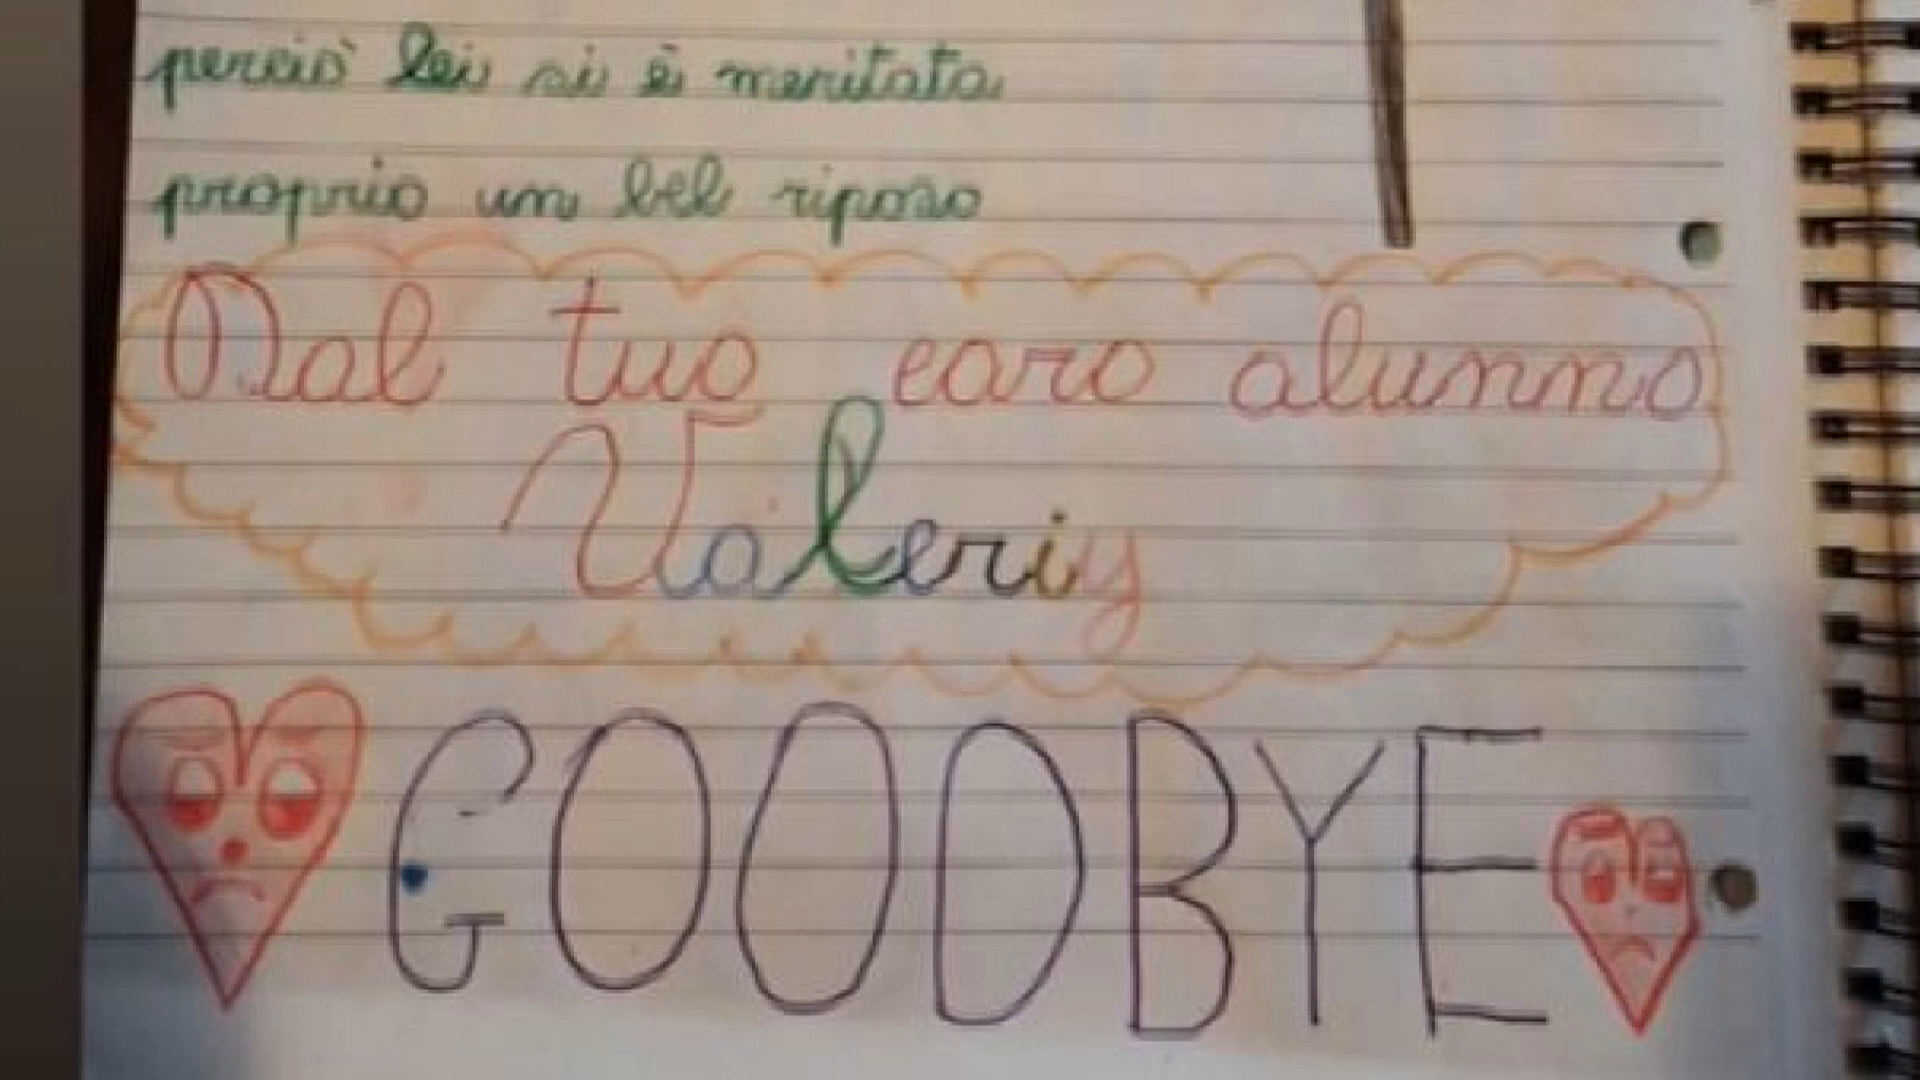 perciò lei si è meritata
proprio un bel riposo
Dal tuo caro alunno
Valeriy
GOODBYE